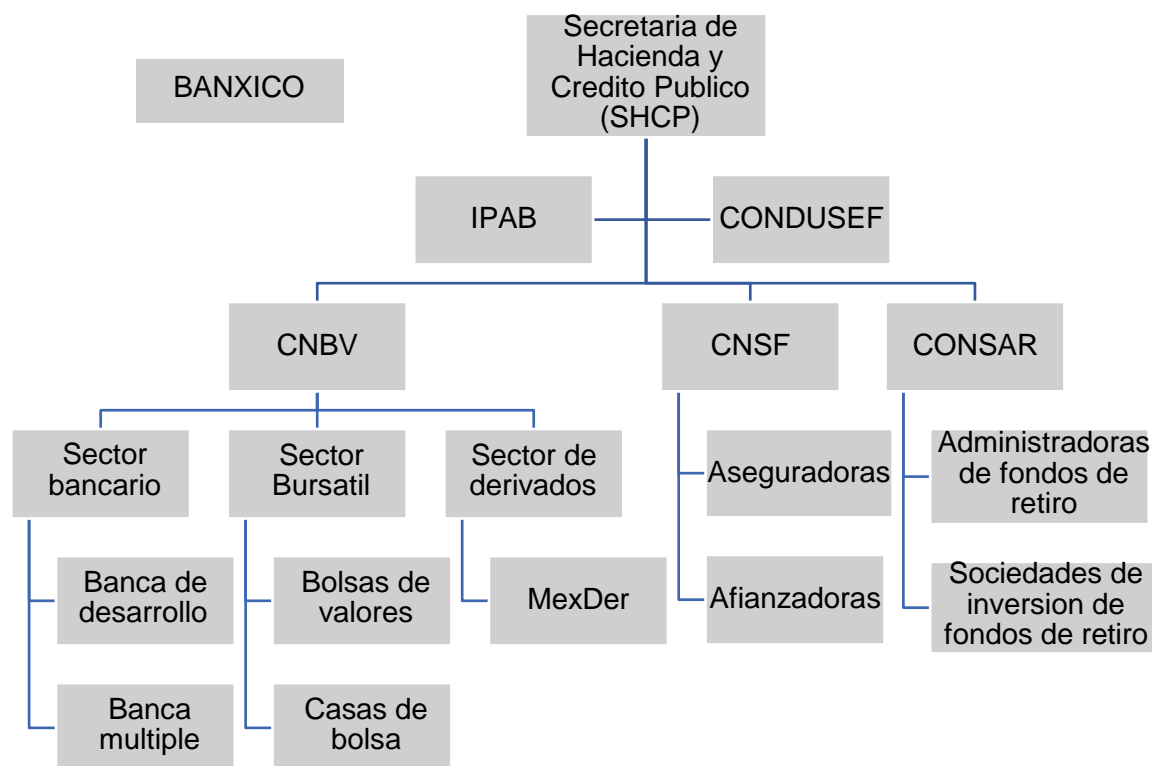 Secretaria de
Hacienda y
Credito Publico
(SHCP)
BANXICO
IPAB
CONDUSEF
CNBV
CNSF
CONSAR
Sector
bancario
Sector
Bursatil
Sector de
derivados
Aseguradoras
Administradoras
de fondos de
retiro
Banca de
desarrollo
Bolsas de
valores
MexDer
Afianzadoras
Sociedades de
inversion de
fondos de retiro
Banca
multiple
Casas de
bolsa